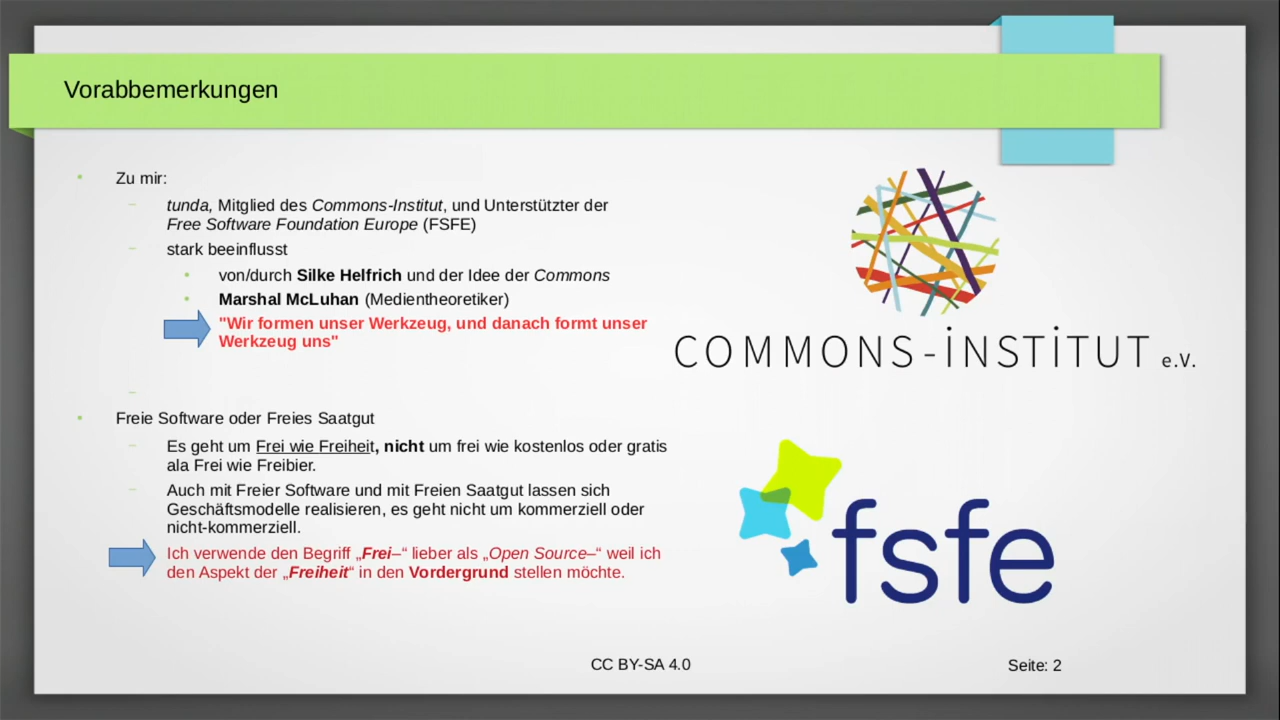 Vorabbemerkungen
Zu mir:
tunda, Mitglied des Commons-Institut, und Unterstützter der
Free Software Foundation Europe (FSFE)
stark beeinflusst
von/durch Silke Helfrich und der Idee der Commons
Marshal McLuhan (Medientheoretiker)
"Wir formen unser Werkzeug, und danach formt unser
Werkzeug uns"
COMMONS-İNSTİTUT e.V.
Freie Software oder Freies Saatgut
Es geht um Frei wie Freiheit, nicht um frei wie kostenlos oder gratis
ala Frei wie Freibier.
Auch mit Freier Software und mit Freien Saatgut lassen sich
Geschäftsmodelle realisieren, es geht nicht um kommerziell oder
nicht-kommerziell.
Ich verwende den Begriff „Frei–“ lieber als „Open Source–“ weil ich
den Aspekt der „Freiheit“ in den Vordergrund stellen möchte.
fsfe
CC BY-SA 4.0
Seite: 2